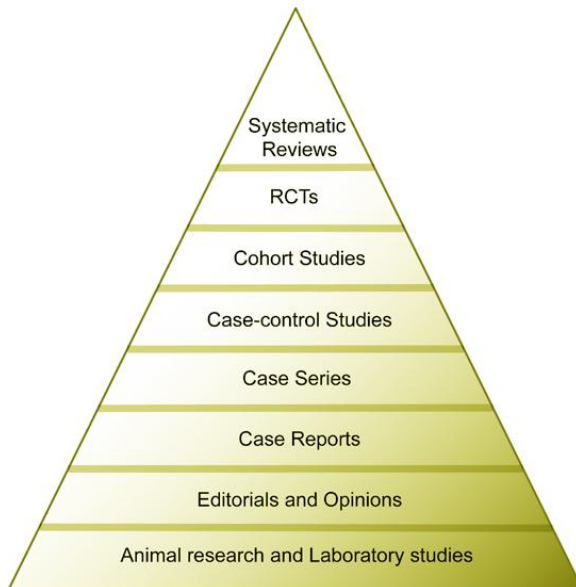 Systematic
Reviews
RCTs
Cohort Studies
Case-control Studies
Case Series
Case Reports
Editorials and Opinions
Animal research and Laboratory studies